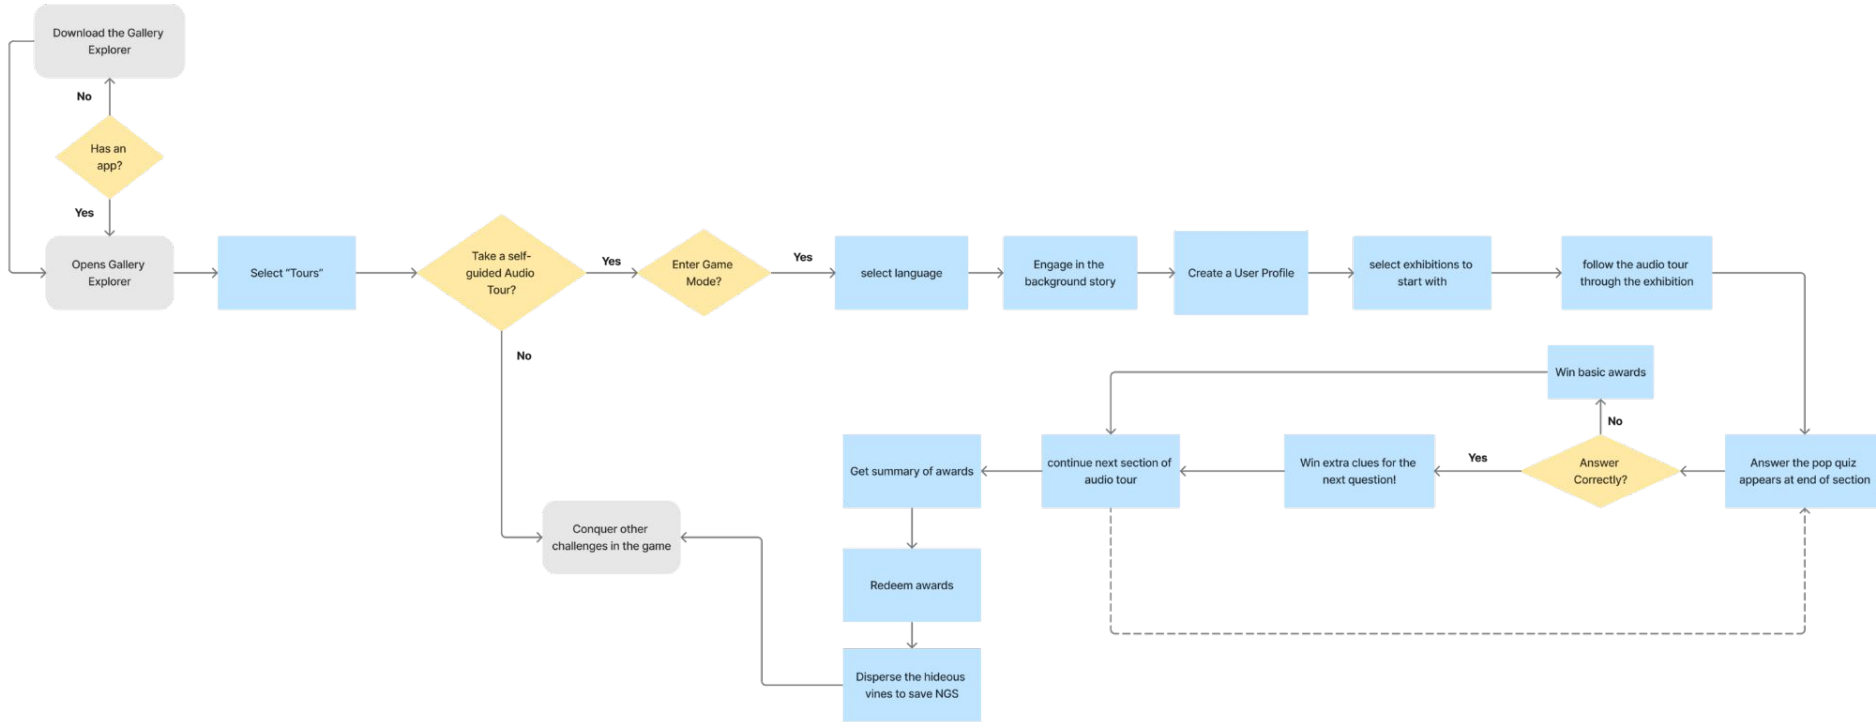 Download the Gallery
Explorer
No
Has an
app?
Yes
Opens Gallery
Explorer
Select “Tours”
Take a self-
guided Audio
Tour?
Yes
No
Enter Game
Mode?
Yes
select language
Engage in the
background story
Create a User Profile
select exhibitions to
start with
follow the audio tour
through the exhibition
Answer the pop quiz
appears at end of section
Answer
Correctly?
No
Win basic awards
Yes
Win extra clues for the
next question!
continue next section of
audio tour
Get summary of awards
Redeem awards
Disperse the hideous
vines to save NGS
Conquer other
challenges in the game